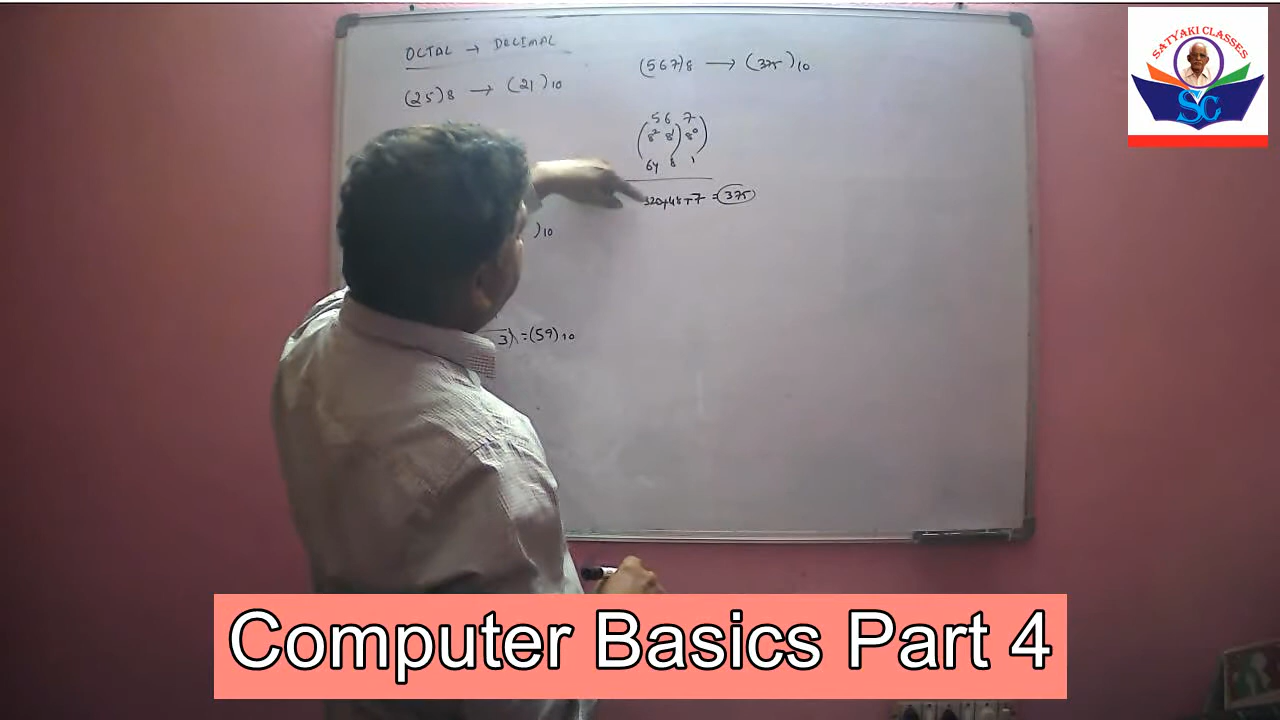 OCTAL → DECIMAL
(25)8 → (21)10
)10
3) = (59)10
(567)8 → (375)10
5 6 7
8² 8¹ 8⁰
64 8 1
320+48+7 = 375
SATYAKI CLASSES
SC
Computer Basics Part 4